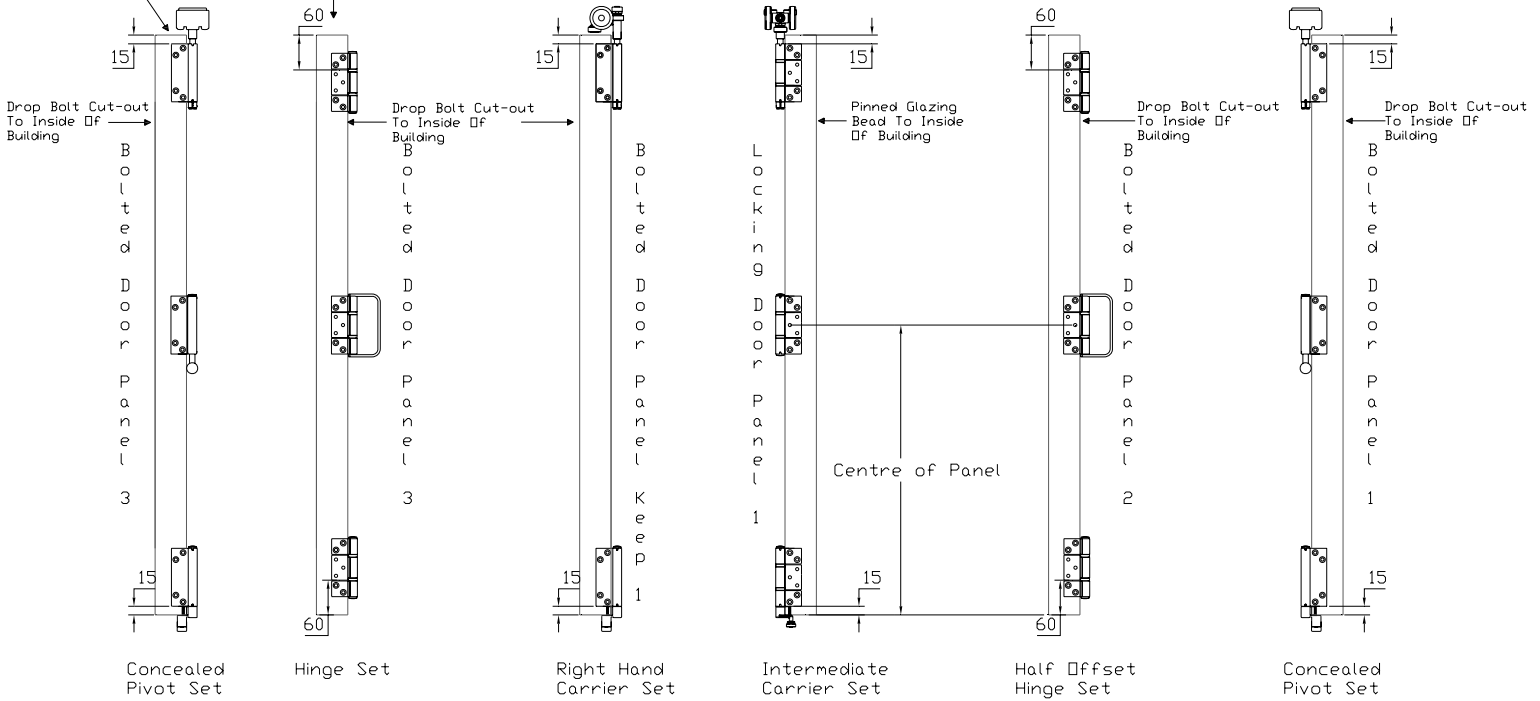 60
60
15
15
15
15
Drop Bolt Cut-out
To Inside Of
Building
Drop Bolt Cut-out
To Inside Of
Building
Pinned Glazing
Bead To Inside
Of Building
Drop Bolt Cut-out
To Inside Of
Building
Drop Bolt Cut-out
To Inside Of
Building
Bolted Door Panel 3
Bolted Door Panel 3
Bolted Door Panel Keep 1
Locking Door Panel 1
Bolted Door Panel 2
Bolted Door Panel 1
Centre of Panel
15
15
15
15
60
60
Concealed
Pivot Set
Hinge Set
Right Hand
Carrier Set
Intermediate
Carrier Set
Half Offset
Hinge Set
Concealed
Pivot Set